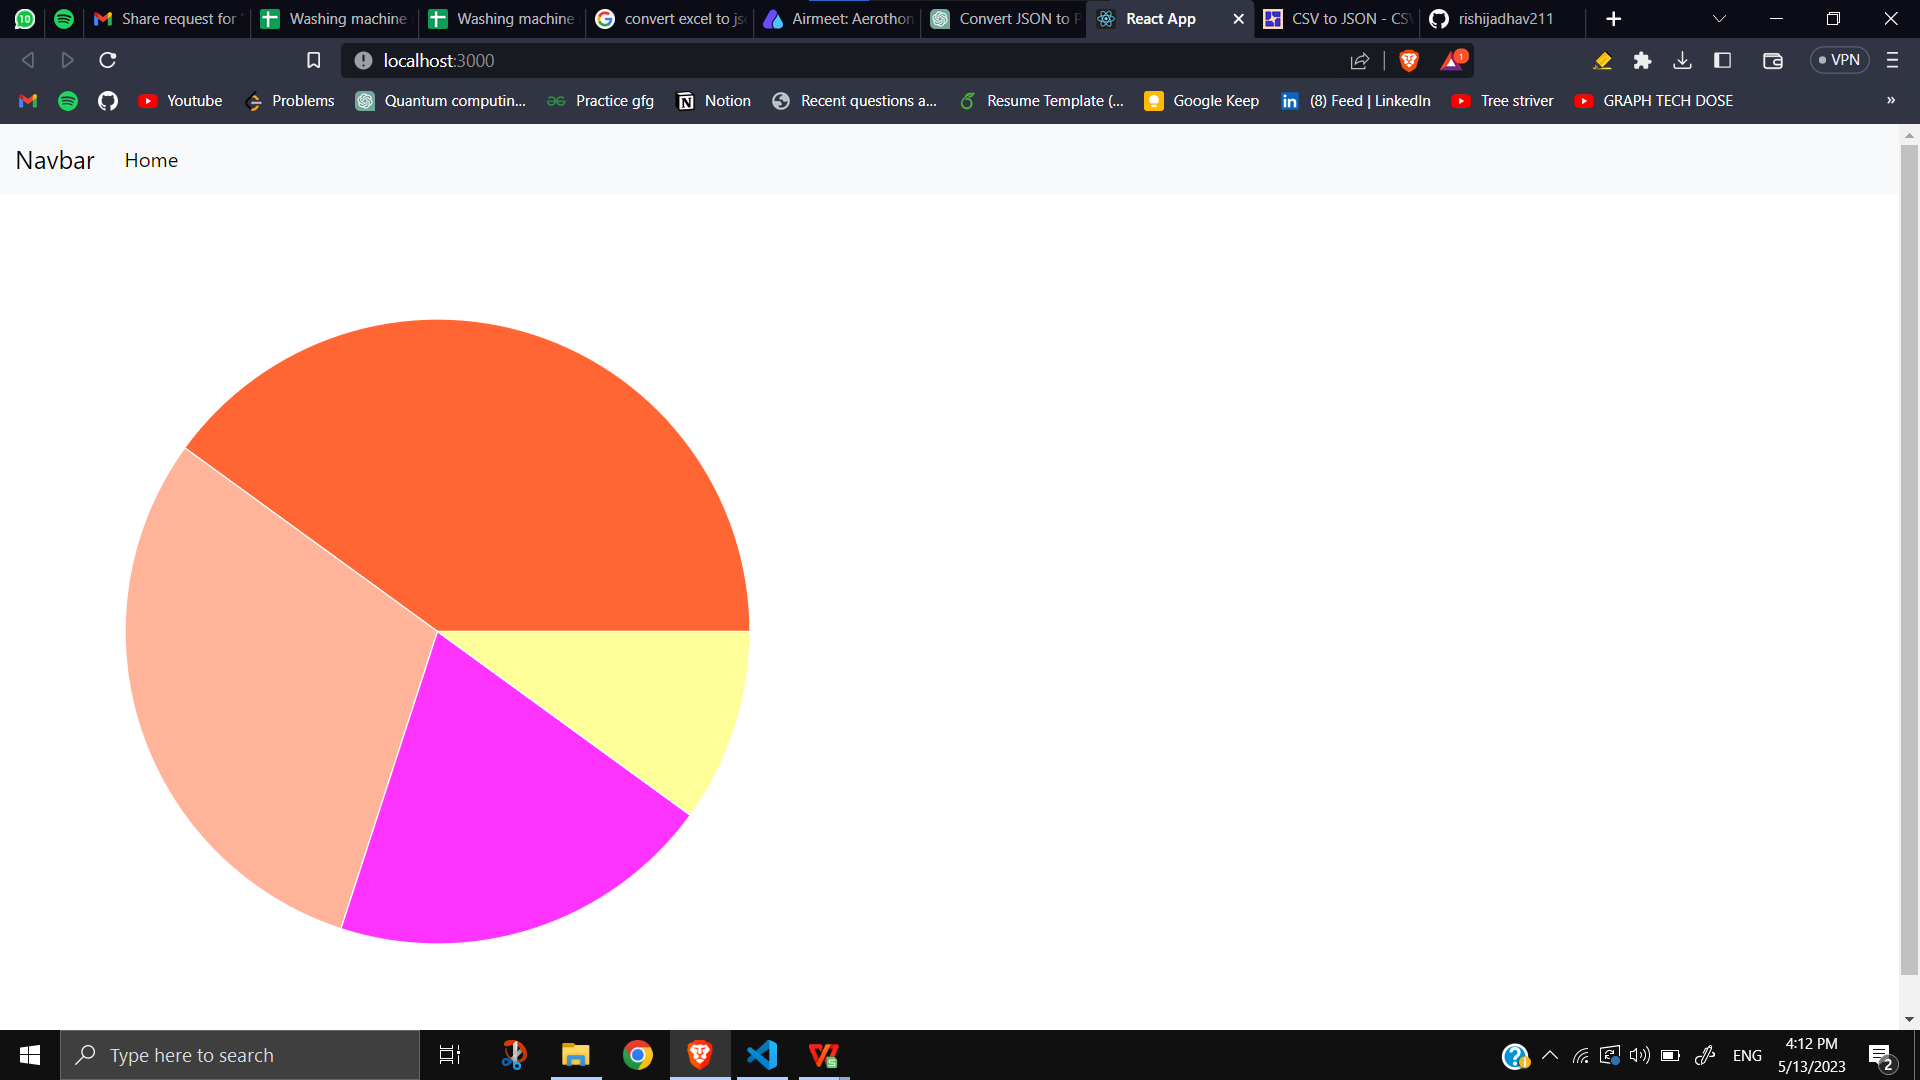 10 Share request for Washing machine Washing machine convert excel to js Airmeet: Aerothon Convert JSON to React App CSV to JSON - CSV rishijadhav211
localhost:3000 1 VPN
Youtube Problems Quantum computin... Practice gfg Notion Recent questions a... Resume Template (... Google Keep (8) Feed | LinkedIn Tree striver GRAPH TECH DOSE »
Navbar Home
Type here to search ENG 4:12 PM
5/13/2023 2